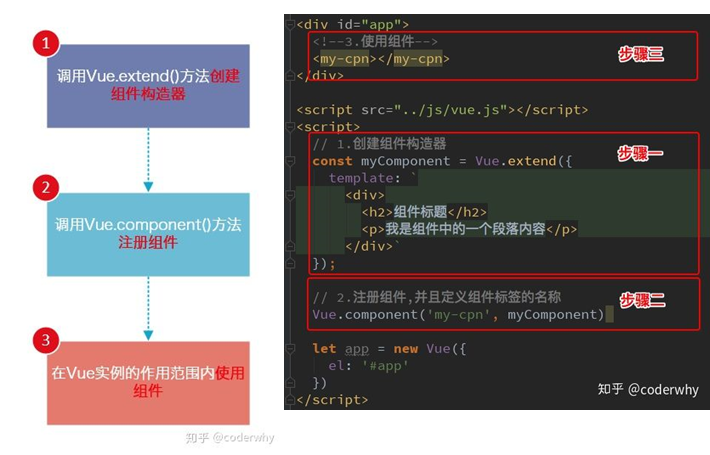 1
调用Vue.extend()方法创建
组件构造器
2
调用Vue.component()方法
注册组件
3
在Vue实例的作用范围内使用
组件
知乎 @coderwhy
<div id="app">
<!--3.使用组件-->
<my-cpn></my-cpn>
步骤三
</div>
<script src="../js/vue.js"></script>
<script>
// 1.创建组件构造器
步骤一
const myComponent = Vue.extend({
template: `
<div>
<h2>组件标题</h2>
<p>我是组件中的一个段落内容</p>
</div>`
});
// 2.注册组件,并且定义组件标签的名称
步骤二
Vue.component('my-cpn', myComponent)
let app = new Vue({
el: '#app'
})
</script>
知乎 @coderwhy